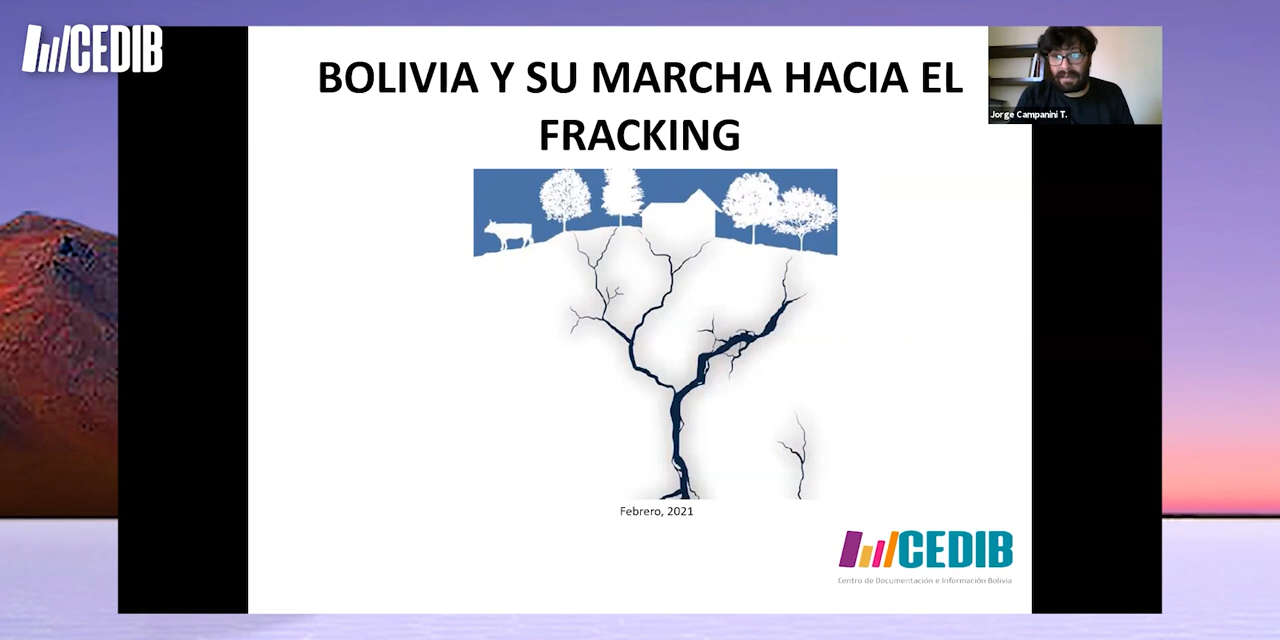 CEDIB
BOLIVIA Y SU MARCHA HACIA EL
FRACKING
Jorge Campanini T.
Febrero, 2021
CEDIB
Centro de Documentación e Información Bolivia